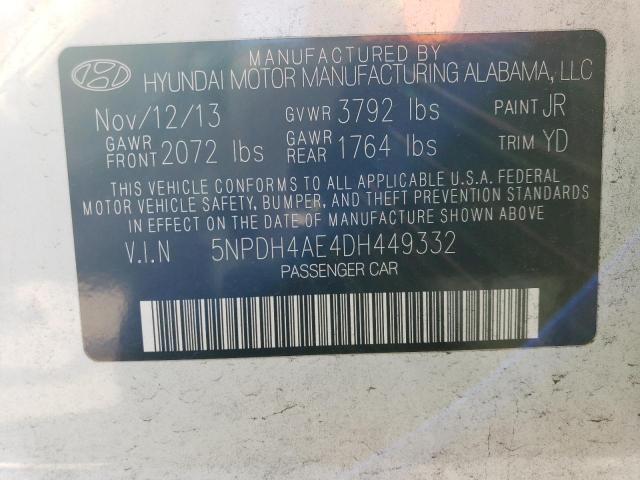 MANUFACTURED BY
HYUNDAI MOTOR MANUFACTURING ALABAMA, LLC
Nov/12/13 GVWR 3792 lbs PAINT JR
GAWR FRONT 2072 lbs GAWR REAR 1764 lbs TRIM YD
THIS VEHICLE CONFORMS TO ALL APPLICABLE U.S.A. FEDERAL
MOTOR VEHICLE SAFETY, BUMPER, AND THEFT PREVENTION STANDARDS
IN EFFECT ON THE DATE OF MANUFACTURE SHOWN ABOVE
V.I.N 5NPDH4AE4DH449332
PASSENGER CAR